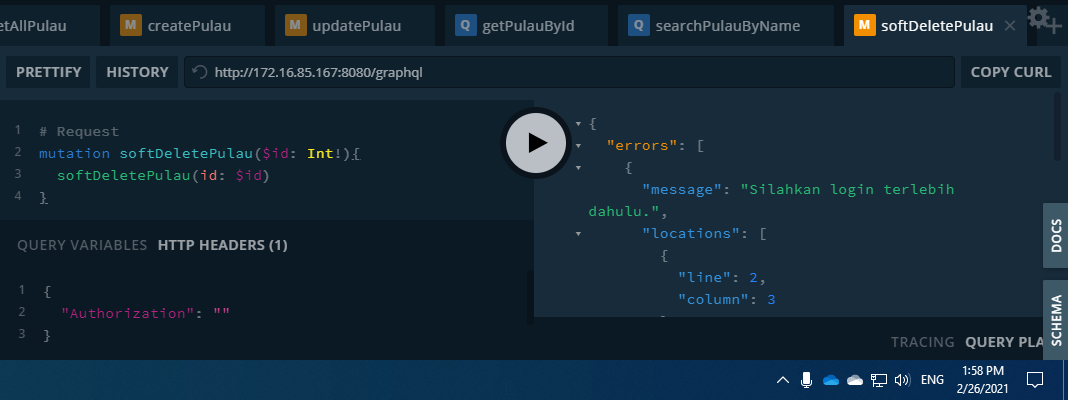 etAllPulau
M createPulau
M updatePulau
Q getPulauById
Q searchPulauByName
M softDeletePulau
PRETTIFY
HISTORY
http://172.16.85.167:8080/graphql
COPY CURL
1 # Request
2 mutation softDeletePulau($id: Int!){
3 softDeletePulau(id: $id)
4 }
QUERY VARIABLES HTTP HEADERS (1)
1 {
2 "Authorization": ""
3 }
{
"errors": [
{
"message": "Silahkan login terlebih
dahulu.",
"locations": [
{
"line": 2,
"column": 3
DOCS
SCHEMA
TRACING QUERY PLA
ENG
1:58 PM
2/26/2021